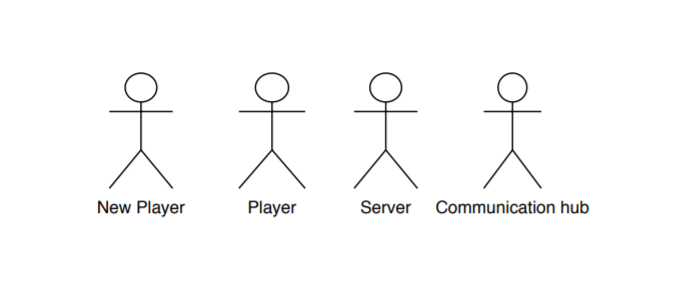 New Player
Player
Server
Communication hub